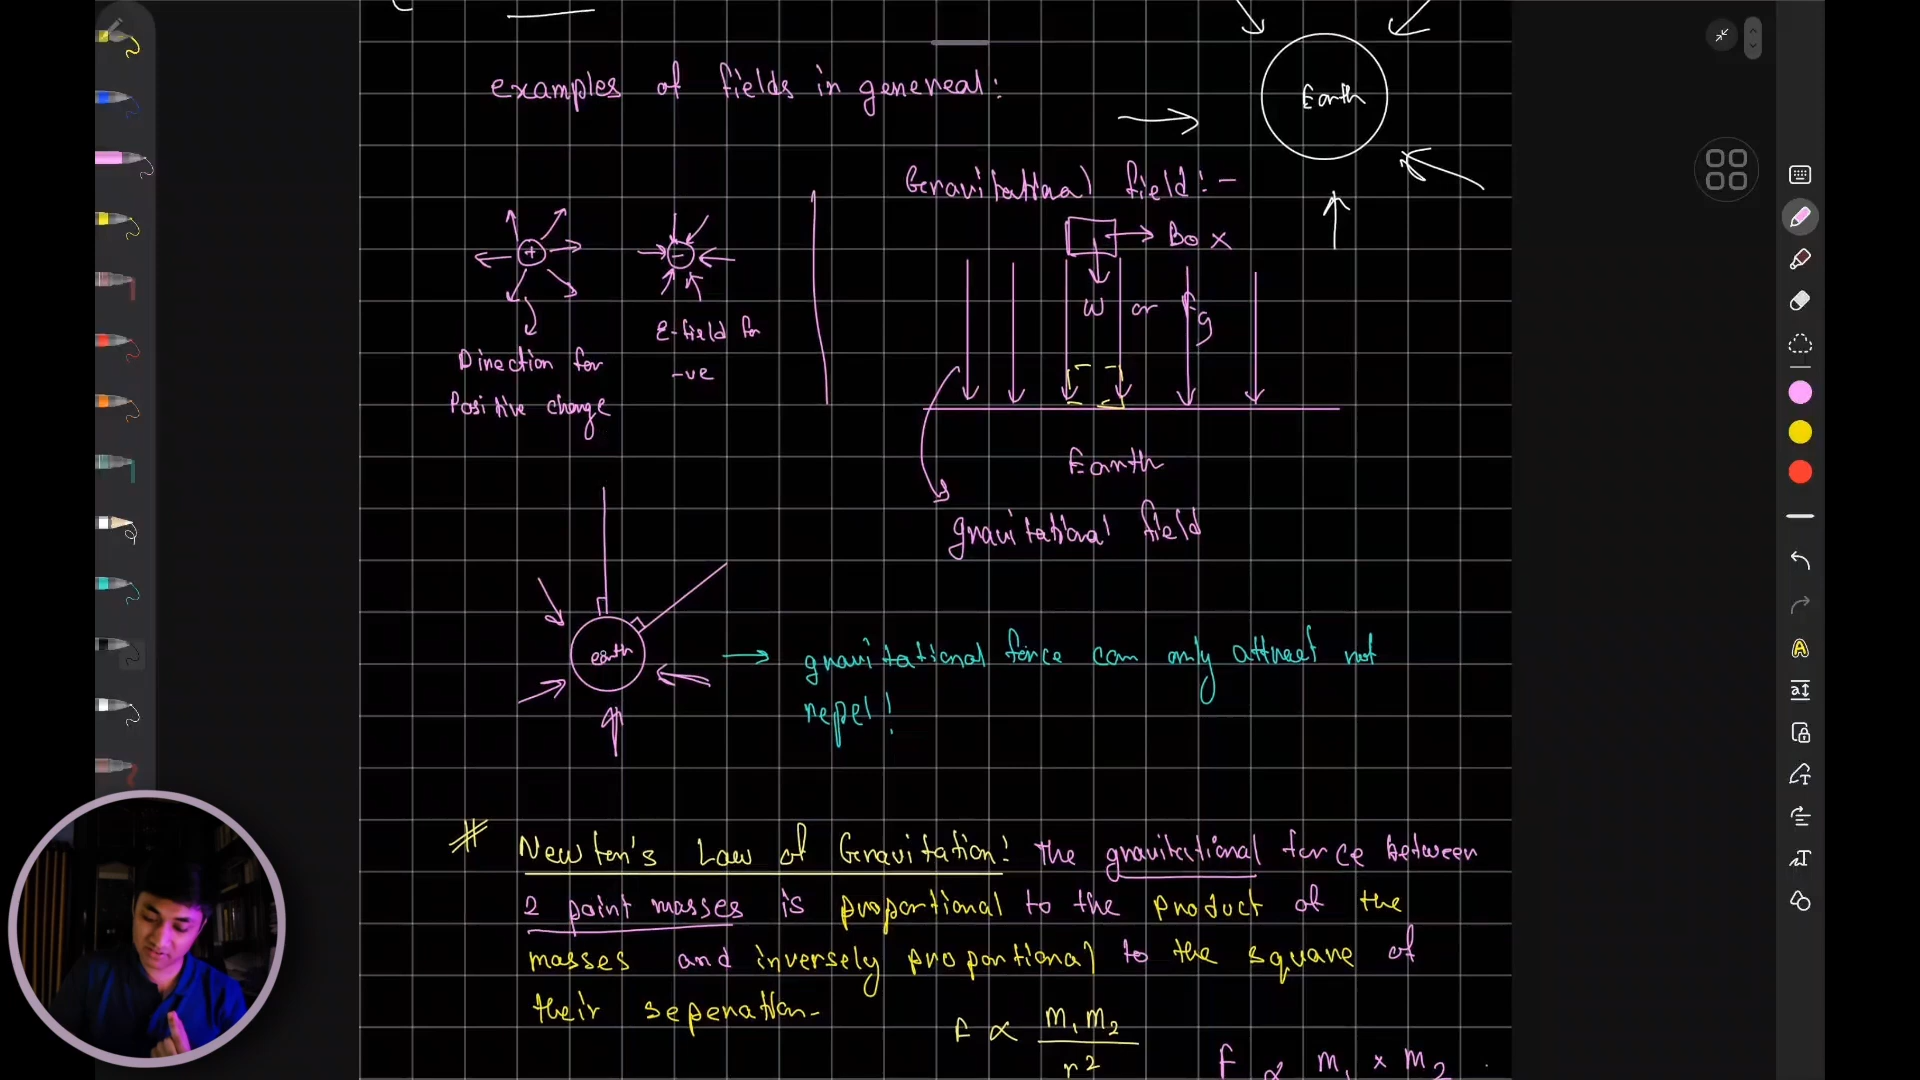 examples of fields in genereal:
Earth
Gravitational field:-
+
-
Box
W or Fg
E-field for
-ve
Direction for
Positive charge
Earth
gravitational field
earth
→ gravitational force can only attract not
repel!
# Newton's Law of Gravitation: The gravitational force between
2 point masses is proportional to the product of the
masses and inversely proportional to the square of
their seperation-
F ∝ m₁m₂/r²
F ∝ m₁ × m₂